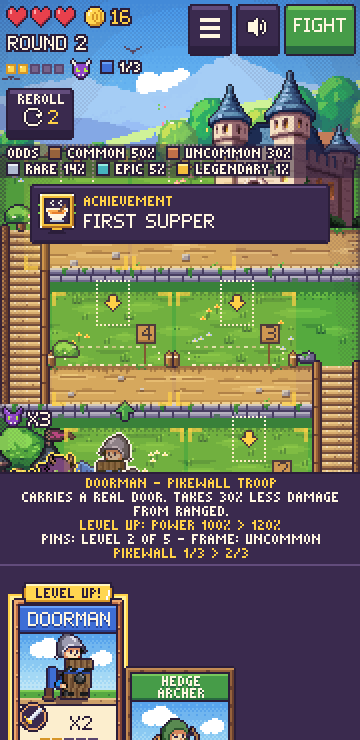 16
FIGHT
ROUND 2
1/3
REROLL
2
ODDS COMMON 50% UNCOMMON 30%
RARE 14% EPIC 5% LEGENDARY 1%
ACHIEVEMENT
FIRST SUPPER
4
3
X3
DOORMAN - PIKEWALL TROOP
CARRIES A REAL DOOR. TAKES 30% LESS DAMAGE
FROM RANGED.
LEVEL UP: POWER 100% > 120%
PINS: LEVEL 2 OF 5 - FRAME: UNCOMMON
PIKEWALL 1/3 > 2/3
LEVEL UP!
DOORMAN
X2
HEDGE
ARCHER